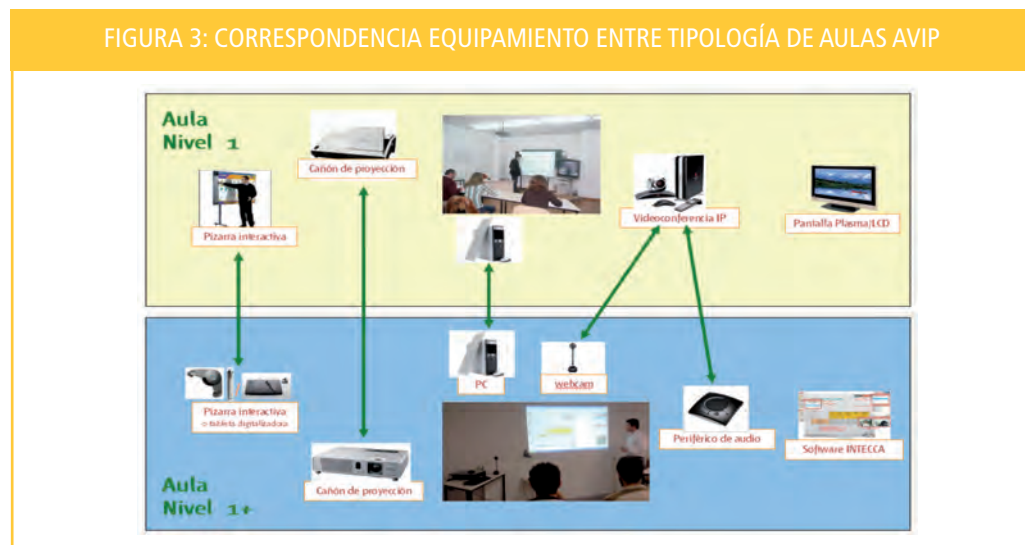 FIGURA 3: CORRESPONDENCIA EQUIPAMIENTO ENTRE TIPOLOGÍA DE AULAS AVIP
Aula
Nivel 1
Cañón de proyección
Pizarra interactiva
Videoconferencia IP
Pantalla Plasma/LCD
PC
webcam
Pizarra interactiva
o tableta digitalizadora
Periférico de audio
Software INTECCA
Cañón de proyección
Aula
Nivel 1+